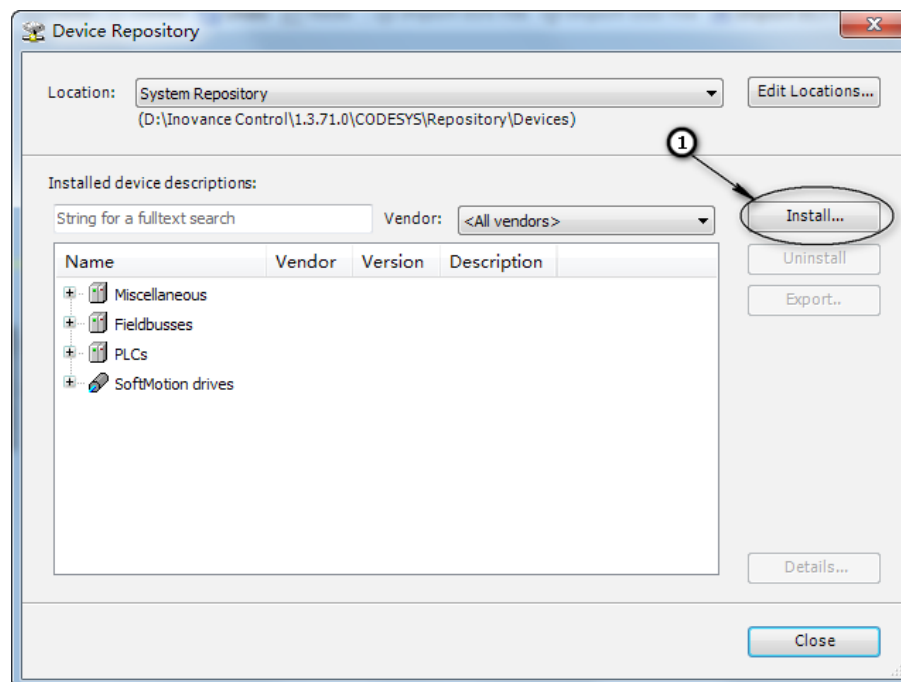 Device Repository
Location: System Repository Edit Locations...
(D:\Inovance Control\1.3.71.0\CODESYS\Repository\Devices)
1
Installed device descriptions:
String for a fulltext search Vendor: <All vendors> Install...
Name Vendor Version Description Uninstall
Miscellaneous Export..
Fieldbusses
PLCs
SoftMotion drives
Details...
Close